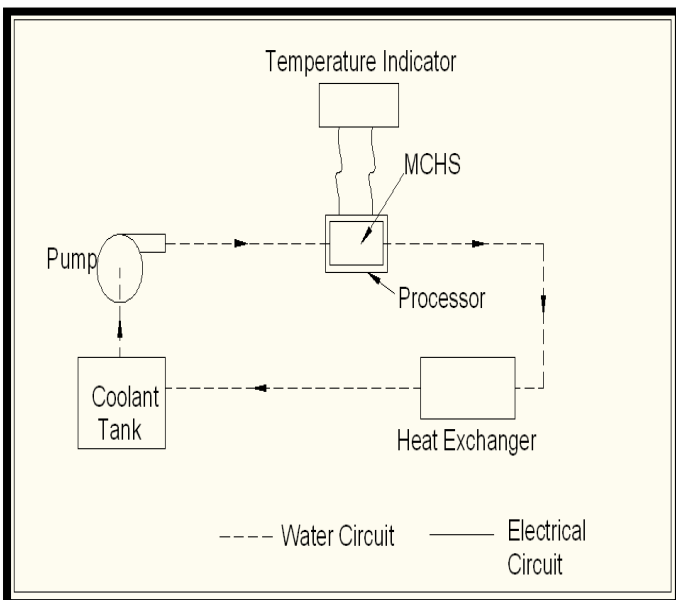 Temperature Indicator
MCHS
Pump
Processor
Coolant
Tank
Heat Exchanger
Water Circuit
Electrical
Circuit